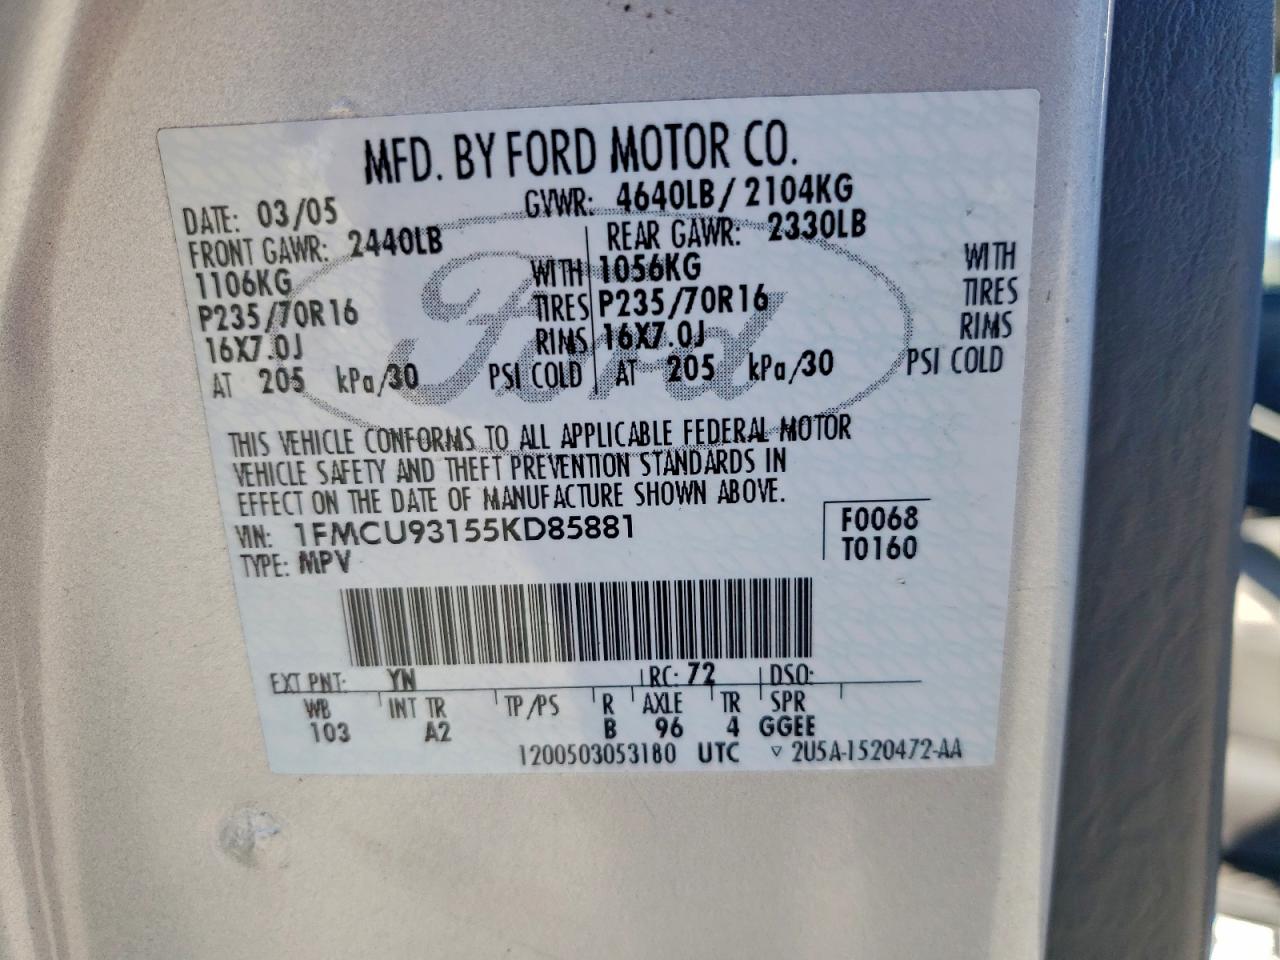 MFD. BY FORD MOTOR CO.
DATE: 03/05 GVWR: 4640LB/ 2104KG
FRONT GAWR: 2440LB REAR GAWR: 2330LB
1106KG WITH 1056KG WITH
P235/70R16 TIRES P235/70R16 TIRES
16X7.0J RIMS 16X7.0J RIMS
AT 205 kPa/30 PSI COLD AT 205 kPa/30 PSI COLD
Ford
THIS VEHICLE CONFORMS TO ALL APPLICABLE FEDERAL MOTOR
VEHICLE SAFETY AND THEFT PREVENTION STANDARDS IN
EFFECT ON THE DATE OF MANUFACTURE SHOWN ABOVE.
VIN: 1FMCU93155KD85881 F0068
TYPE: MPV T0160
EXT PNT: YN RC: 72 DSO:
WB INT TR TP/PS R AXLE TR SPR
103 A2 B 96 4 GGEE
1200503053180 UTC ▽ 2U5A-1520472-AA